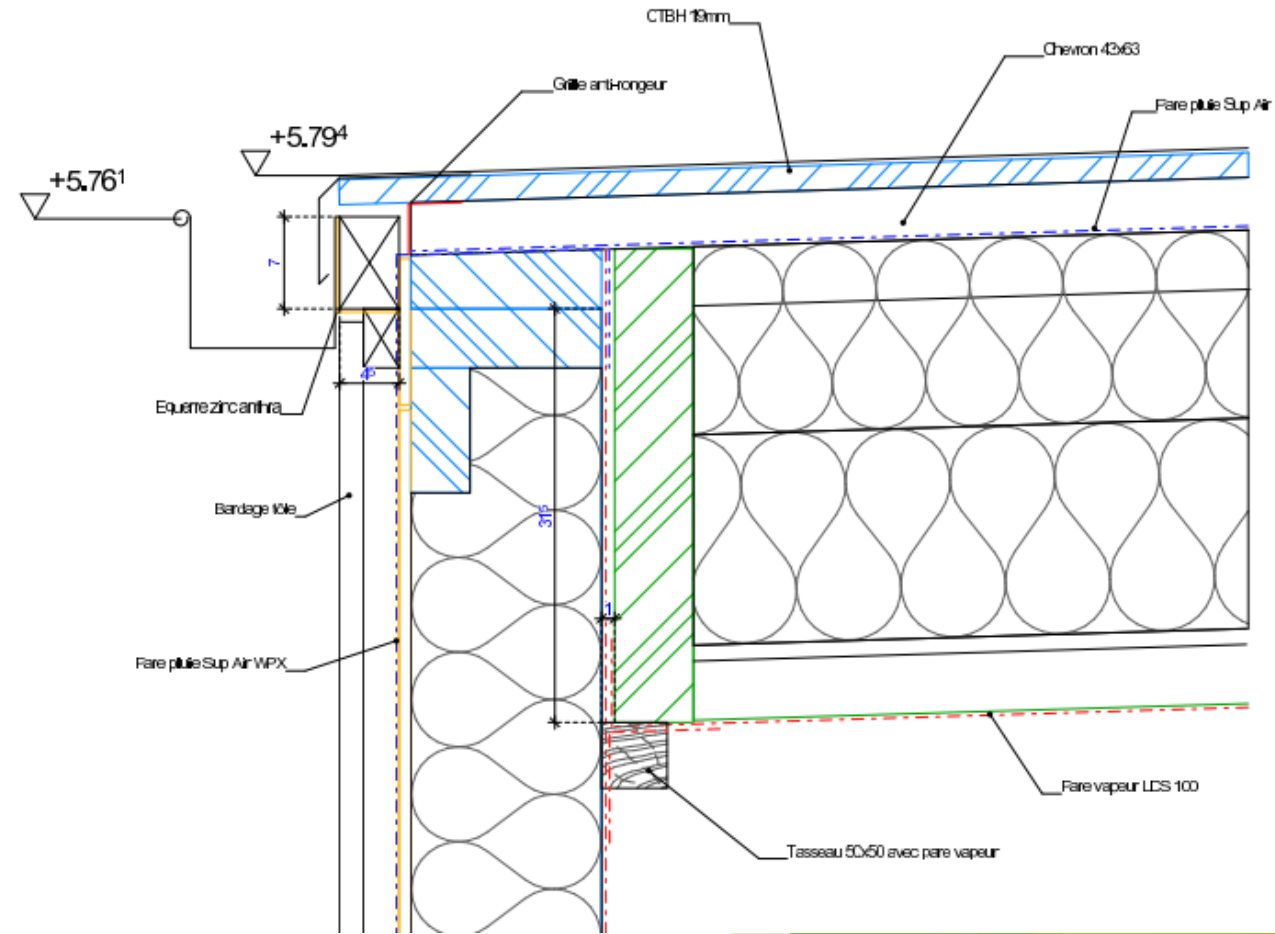 CTBH 19mm
Chevron 43x63
Grille anti-rongeur
Pare pluie Sup Air
+5.79⁴
+5.76¹
7
4⁵
Equerre zinc anthra
Bardage tôle
31⁵
1
Pare pluie Sup Air WPX
Pare vapeur LDS 100
Tasseau 50x50 avec pare vapeur